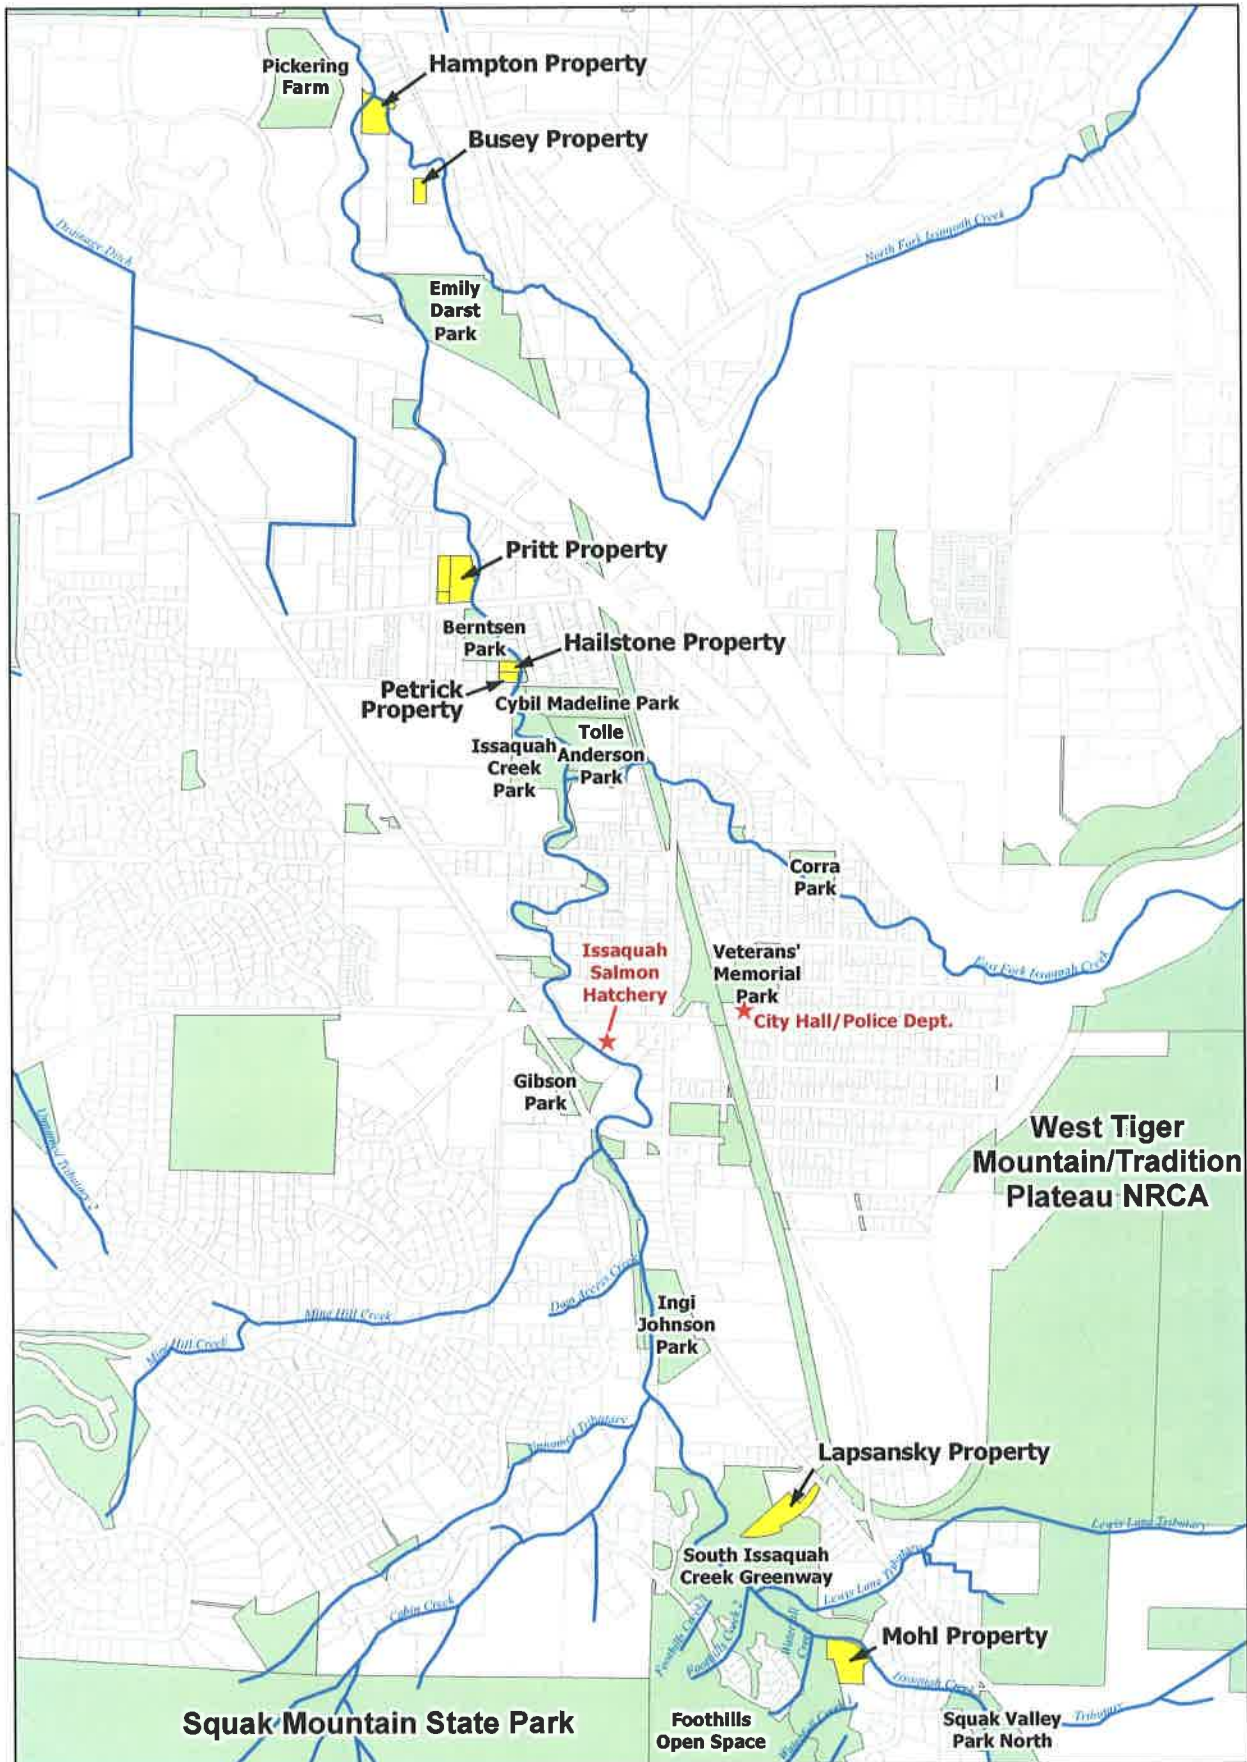 Pickering
Farm
Hampton Property
Busey Property
Drainage Ditch
North Fork Issaquah Creek
Emily
Darst
Park
Pritt Property
Berntsen
Park
Hailstone Property
Petrick
Property
Cybil Madeline Park
Issaquah
Creek
Park
Tolle
Anderson
Park
Corra
Park
East Fork Issaquah Creek
Issaquah
Salmon
Hatchery
Veterans'
Memorial
Park
City Hall/Police Dept.
Gibson
Park
Unnamed Tributary 2
West Tiger
Mountain/Tradition
Plateau NRCA
Mine Hill Creek
Mine Hill Creek
Ingi
Johnson
Park
Unnamed Tributary
Lapsansky Property
Lewis Lane Tributary
South Issaquah
Creek Greenway
Lewis Lane Tributary
Cabin Creek
Foothills Creek 2
Waterfall
Creek
Mohl Property
Issaquah Creek
Squak Mountain State Park
Foothills
Open Space
Squak Valley
Park North
Tributary